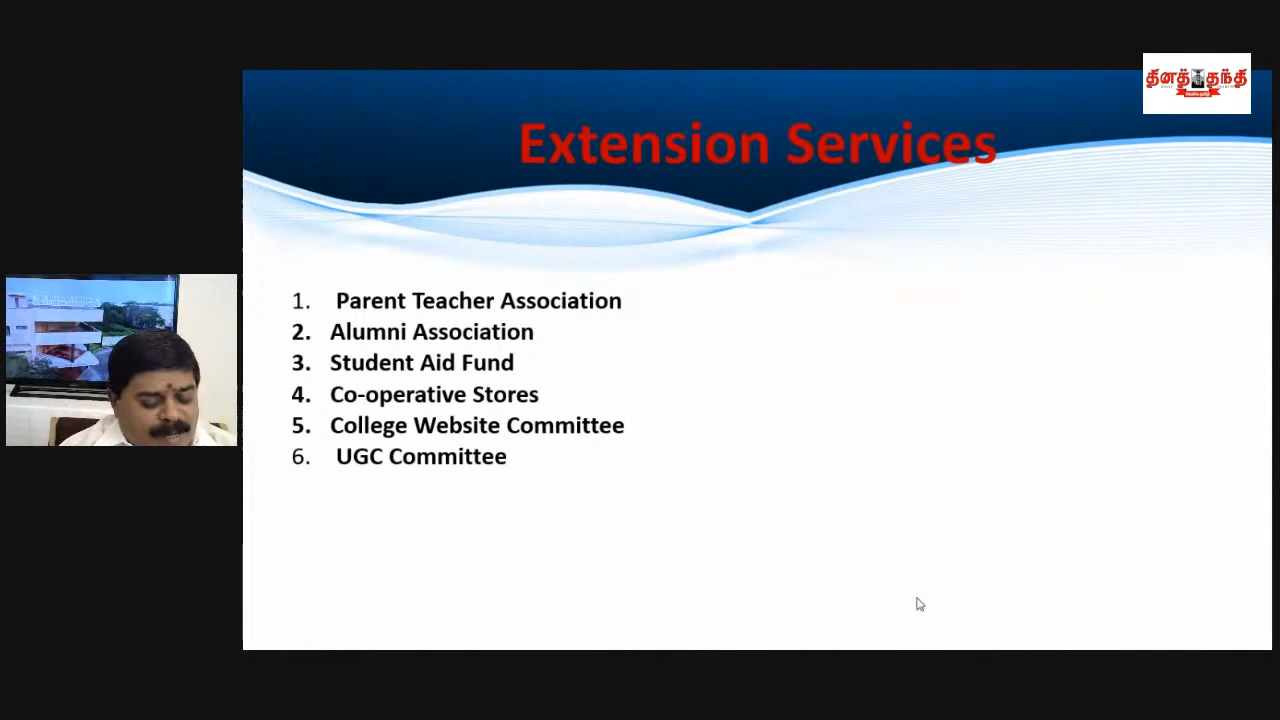 தினத்தந்தி
Extension Services
1. Parent Teacher Association
2. Alumni Association
3. Student Aid Fund
4. Co-operative Stores
5. College Website Committee
6. UGC Committee